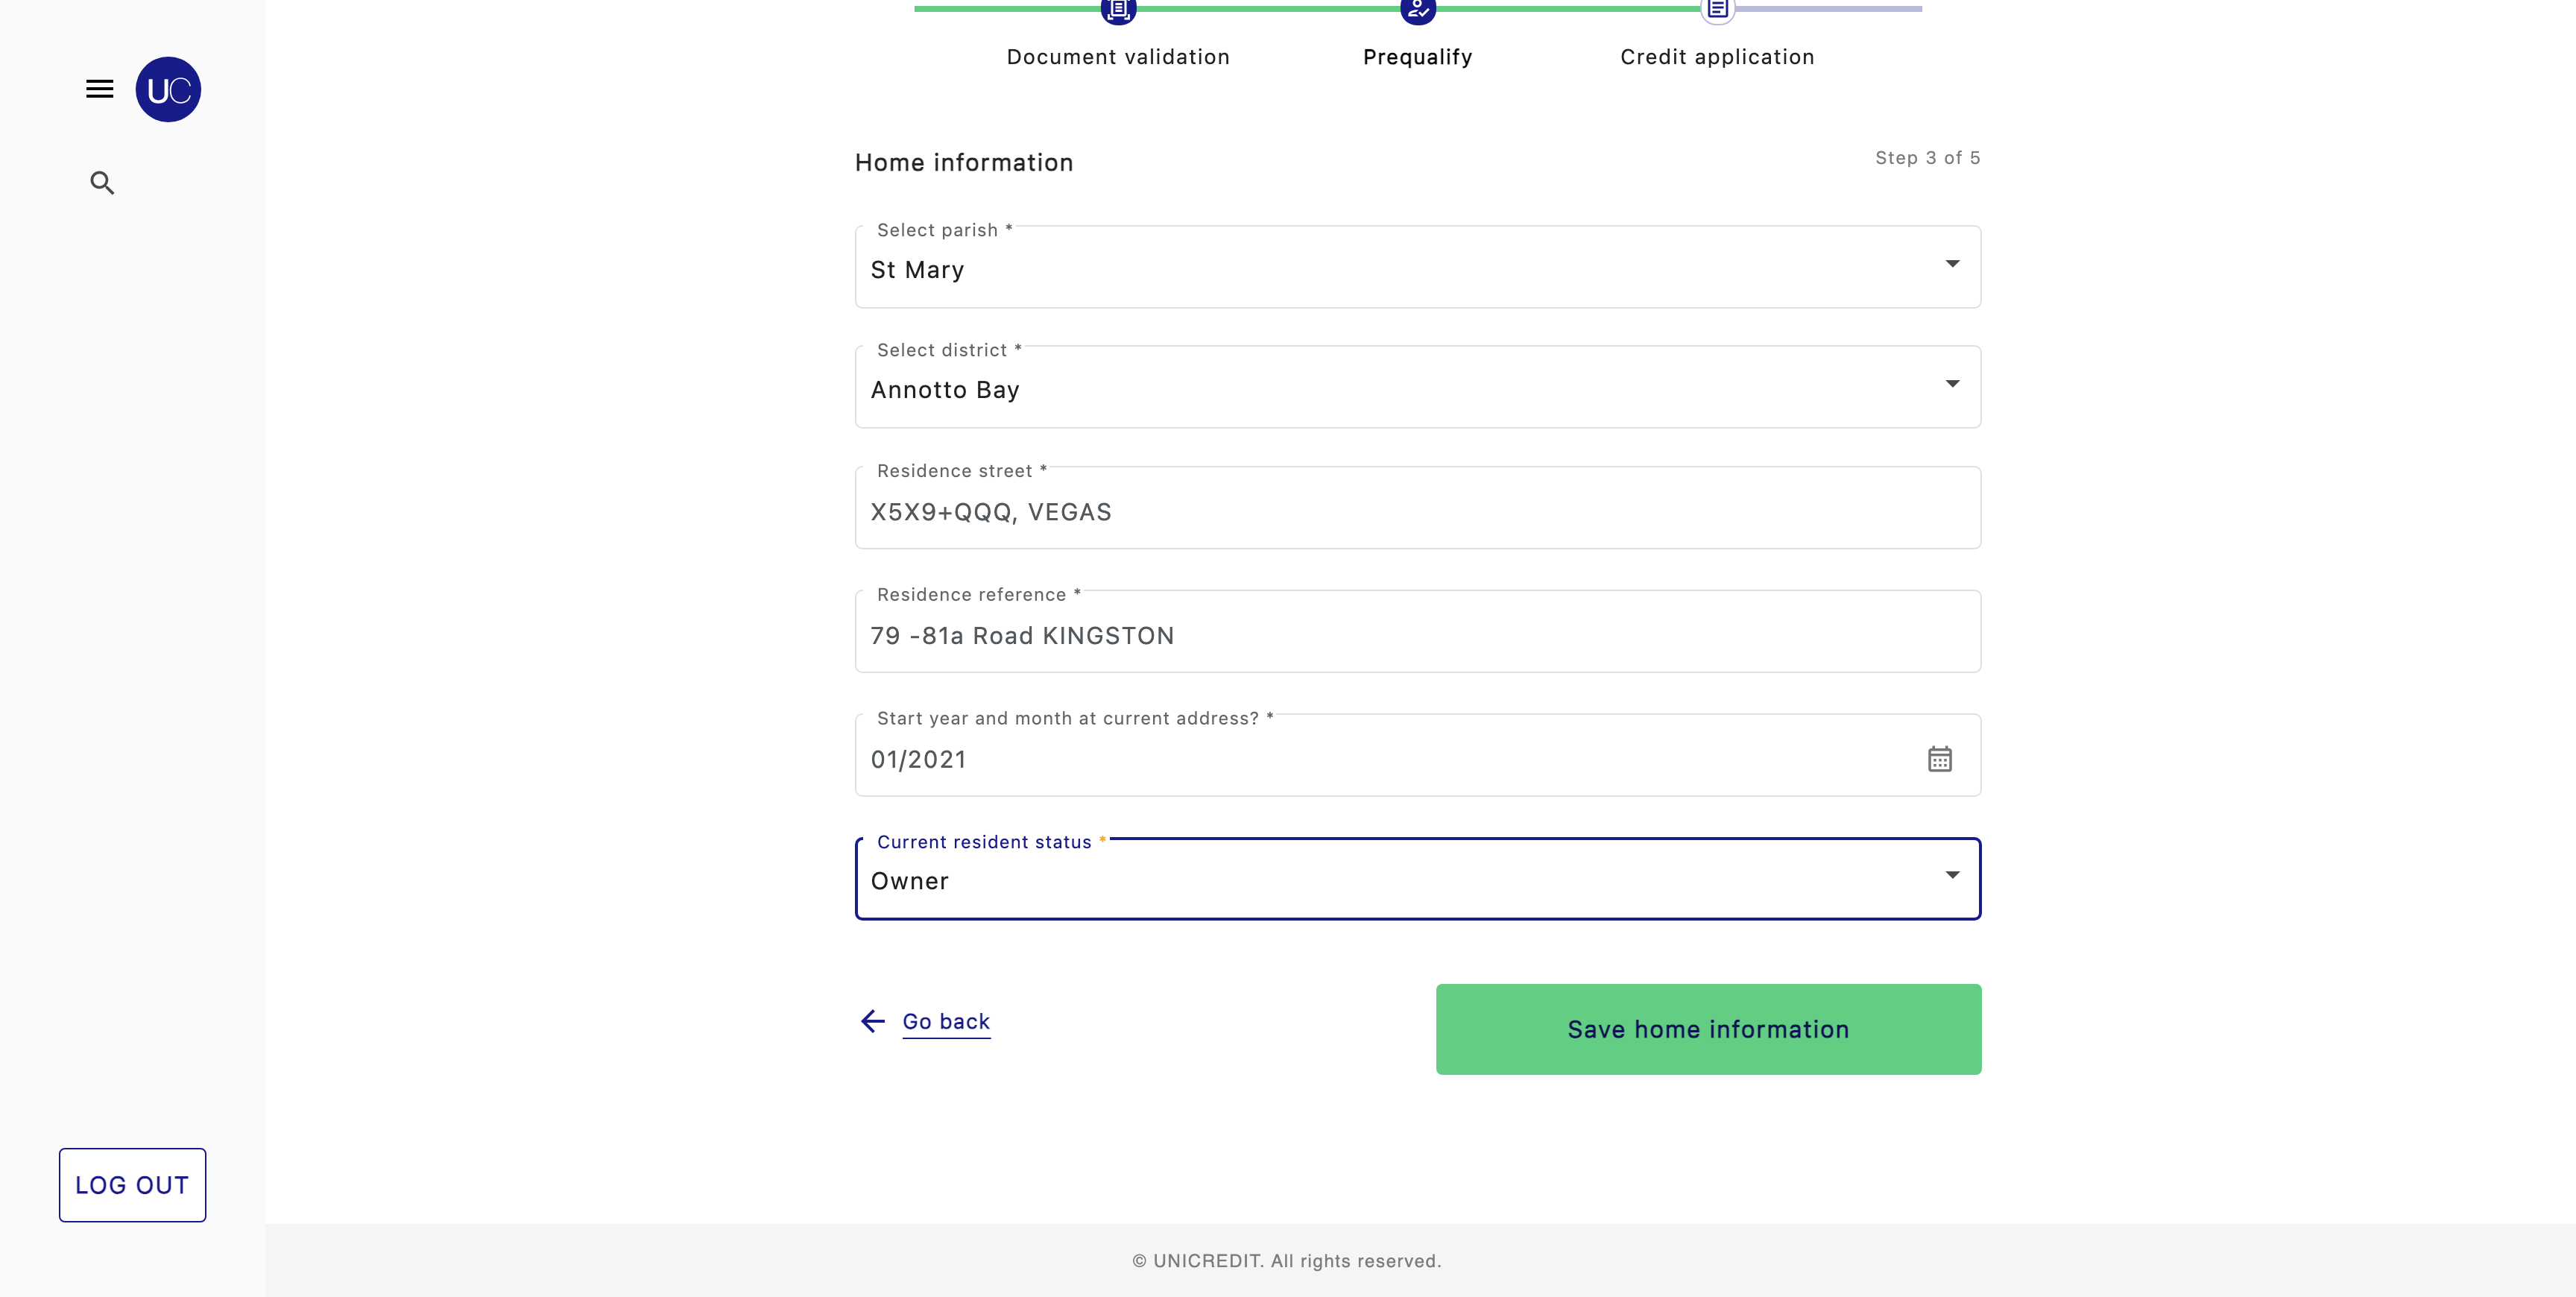 Document validation
Prequalify
Credit application
UC
Home information
Step 3 of 5
Select parish *
St Mary
Select district *
Annotto Bay
Residence street *
X5X9+QQQ, VEGAS
Residence reference *
79 -81a Road KINGSTON
Start year and month at current address? *
01/2021
Current resident status *
Owner
Go back
Save home information
LOG OUT
© UNICREDIT. All rights reserved.